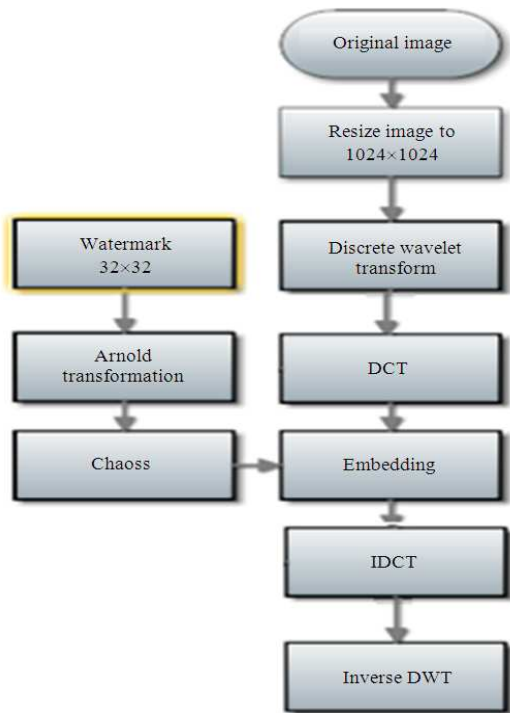 Original image
Resize image to
1024×1024
Watermark
32×32
Discrete wavelet
transform
Arnold
transformation
DCT
Chaoss
Embedding
IDCT
Inverse DWT